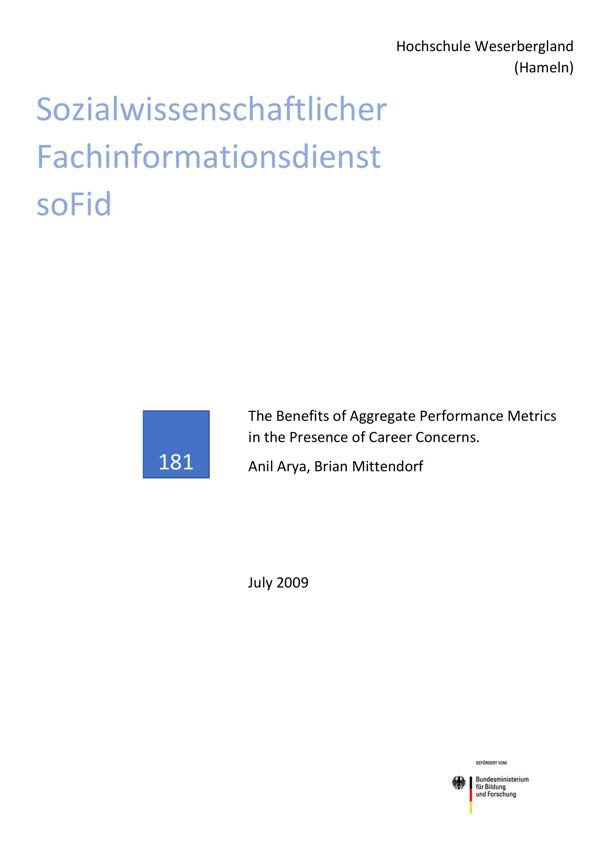 Hochschule Weserbergland
(Hameln)
Sozialwissenschaftlicher
Fachinformationsdienst
soFid
The Benefits of Aggregate Performance Metrics
in the Presence of Career Concerns.
181
Anil Arya, Brian Mittendorf
July 2009
GEFÖRDERT VOM
Bundesministerium
für Bildung
und Forschung